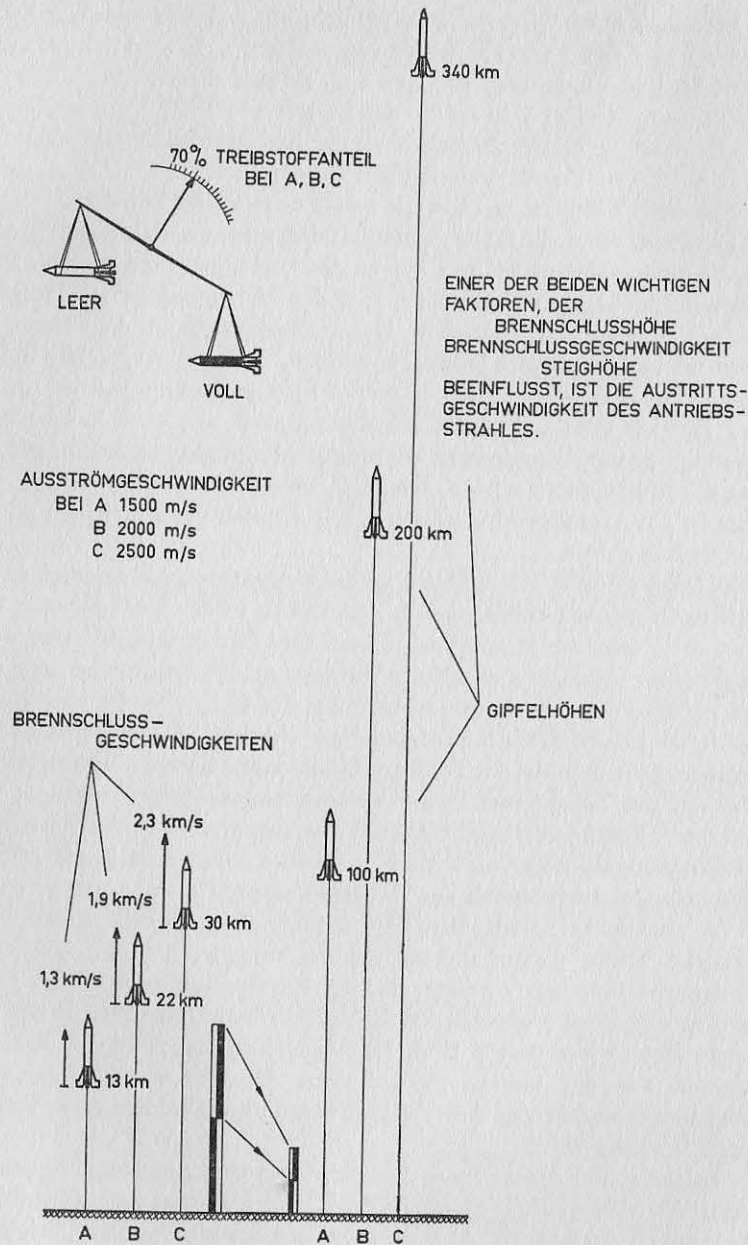 340 km
70% TREIBSTOFFANTEIL
BEI A, B, C
LEER
VOLL
EINER DER BEIDEN WICHTIGEN
FAKTOREN, DER
BRENNSCHLUSSHÖHE
BRENNSCHLUSSGESCHWINDIGKEIT
STEIGHÖHE
BEEINFLUSST, IST DIE AUSTRITTS-
GESCHWINDIGKEIT DES ANTRIEBS-
STRAHLES.
AUSSTRÖMGESCHWINDIGKEIT
BEI A 1500 m/s
B 2000 m/s
C 2500 m/s
200 km
GIPFELHÖHEN
BRENNSCHLUSS-
GESCHWINDIGKEITEN
2,3 km/s
100 km
1,9 km/s
30 km
1,3 km/s
22 km
13 km
A B C A B C